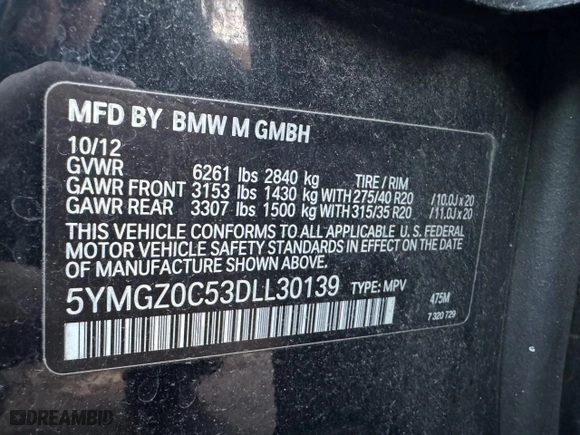 MFD BY BMW M GMBH
10/12
GVWR 6261 lbs 2840 kg TIRE / RIM
GAWR FRONT 3153 lbs 1430 kg WITH 275/40 R20 /10.0J x 20
GAWR REAR 3307 lbs 1500 kg WITH 315/35 R20 /11.0J x 20
THIS VEHICLE CONFORMS TO ALL APPLICABLE U.S. FEDERAL
MOTOR VEHICLE SAFETY STANDARDS IN EFFECT ON THE DATE
OF MANUFACTURE SHOWN ABOVE.
5YMGZ0C53DLL30139 TYPE: MPV 475M
7 320 729
DREAMBID